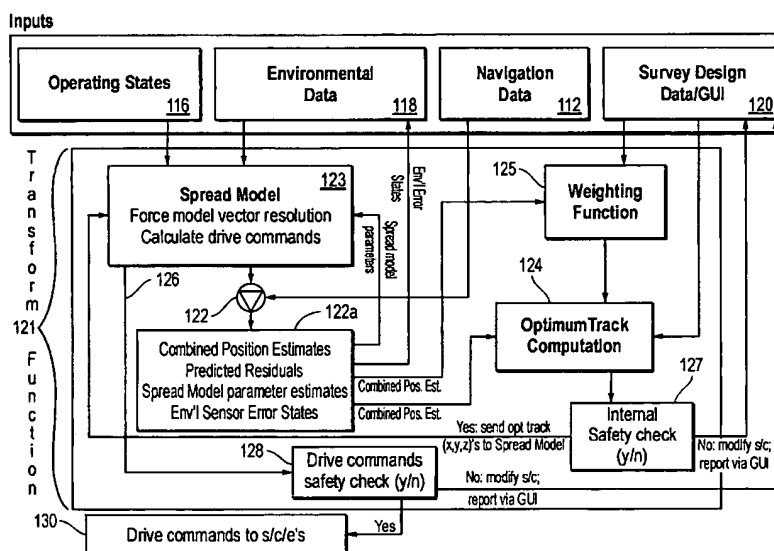 Inputs
Operating States
116
Environmental
Data
118
Navigation
Data
112
Survey Design
Data/GUI
120
Transform
121
Function
Spread Model
123
Force model vector resolution
Calculate drive commands
Env'l Error
States
Spread model
parameters
125
Weighting
Function
126
122
122a
124
Optimum Track
Computation
Combined Position Estimates
Predicted Residuals
Spread Model parameter estimates
Env'l Sensor Error States
Combined Pos. Est.
Combined Pos. Est.
127
Internal
Safety check
(y/n)
Yes: send opt track
(x,y,z)'s to Spread Model
No: modify s/c;
report via GUI
128
Drive commands
safety check (y/n)
No: modify s/c;
report via GUI
130
Yes
Drive commands to s/c/e's